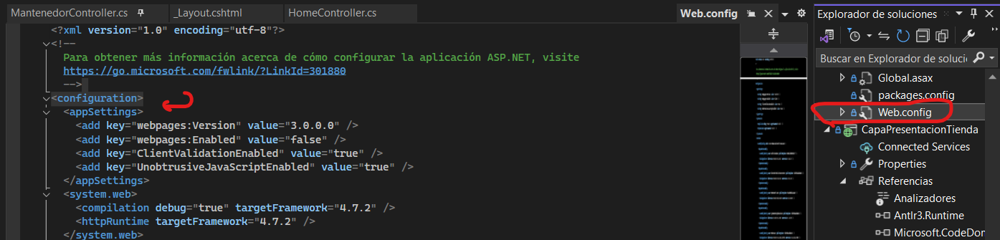 MantenedorController.cs
_Layout.cshtml
HomeController.cs
Web.config
<?xml version="1.0" encoding="utf-8"?>
<!--
Para obtener más información acerca de cómo configurar la aplicación ASP.NET, visite
https://go.microsoft.com/fwlink/?LinkId=301880
-->
<configuration>
<appSettings>
<add key="webpages:Version" value="3.0.0.0" />
<add key="webpages:Enabled" value="false" />
<add key="ClientValidationEnabled" value="true" />
<add key="UnobtrusiveJavaScriptEnabled" value="true" />
</appSettings>
<system.web>
<compilation debug="true" targetFramework="4.7.2" />
<httpRuntime targetFramework="4.7.2" />
</system.web>
Explorador de soluciones
Buscar en Explorador de solucio
Global.asax
packages.config
Web.config
CapaPresentacionTienda
Connected Services
Properties
Referencias
Analizadores
Antlr3.Runtime
Microsoft.CodeDor